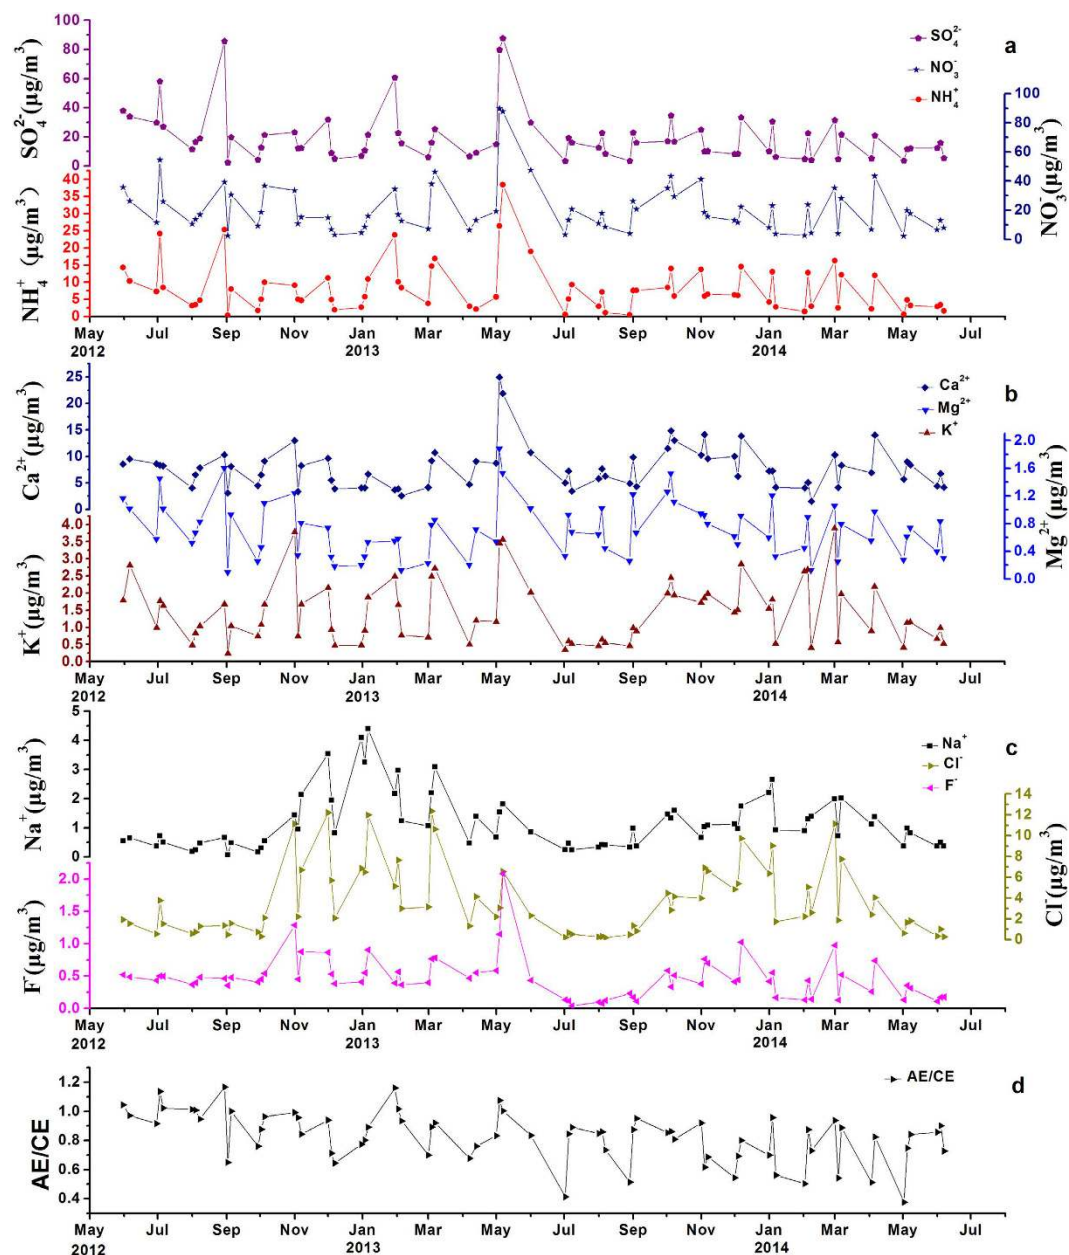 a
SO₄²⁻
NO₃⁻
NH₄⁺
SO₄²⁻(μg/m³)
100
80
60
40
20
0
NH₄⁺ (μg/m³)
40
35
30
25
20
15
10
5
0
NO₃⁻(μg/m³)
100
80
60
40
20
0
May Jul Sep Nov Jan Mar May Jul Sep Nov Jan Mar May Jul
2012 2013 2014
b
Ca²⁺
Mg²⁺
K⁺
Ca²⁺(μg/m³)
25
20
15
10
5
0
K⁺(μg/m³)
4.0
3.5
3.0
2.5
2.0
1.5
1.0
0.5
0.0
Mg²⁺(μg/m³)
2.0
1.6
1.2
0.8
0.4
0.0
May Jul Sep Nov Jan Mar May Jul Sep Nov Jan Mar May Jul
2012 2013 2014
c
Na⁺
Cl⁻
F⁻
Na⁺(μg/m³)
5
4
3
2
1
0
F⁻(μg/m³)
2.0
1.5
1.0
0.5
0.0
Cl⁻(μg/m³)
14
12
10
8
6
4
2
0
May Jul Sep Nov Jan Mar May Jul Sep Nov Jan Mar May Jul
2012 2013 2014
d
AE/CE
AE/CE
1.2
1.0
0.8
0.6
0.4
May Jul Sep Nov Jan Mar May Jul Sep Nov Jan Mar May Jul
2012 2013 2014